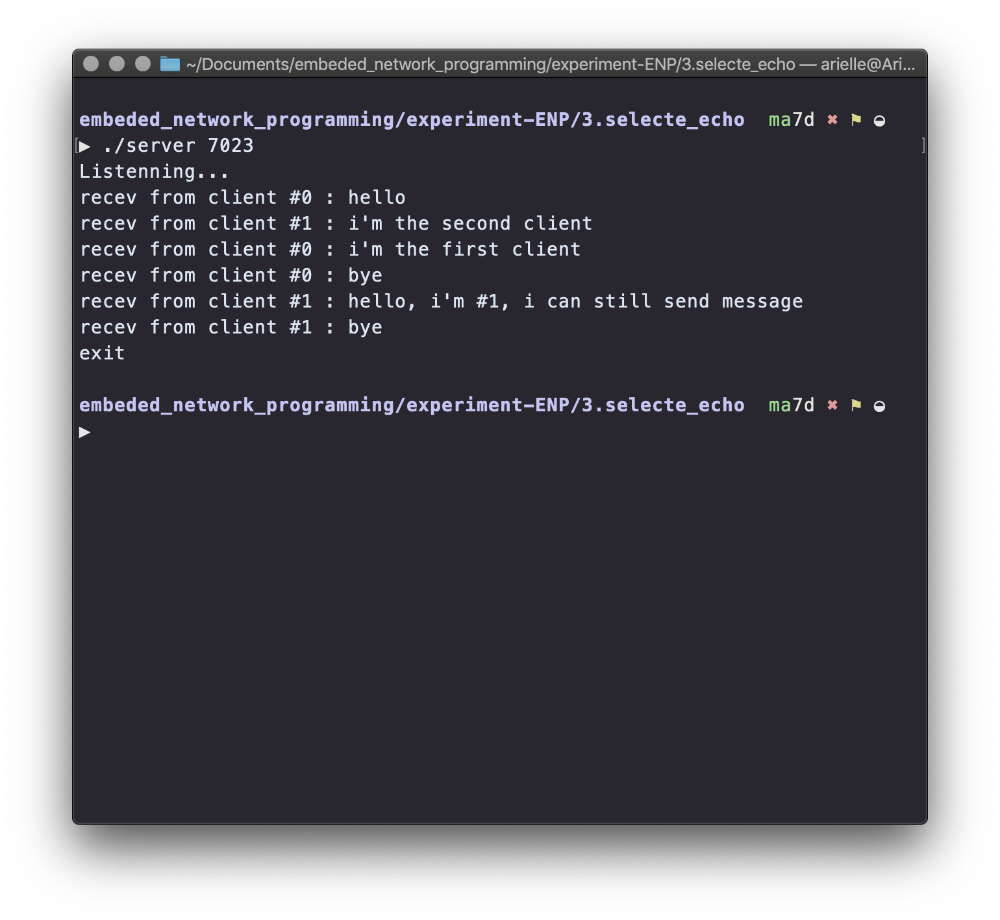 ~/Documents/embeded_network_programming/experiment-ENP/3.selecte_echo — arielle@Ari...
embeded_network_programming/experiment-ENP/3.selecte_echo ma7d ✖ ⚑ ◒
[▶ ./server 7023 ]
Listenning...
recev from client #0 : hello
recev from client #1 : i'm the second client
recev from client #0 : i'm the first client
recev from client #0 : bye
recev from client #1 : hello, i'm #1, i can still send message
recev from client #1 : bye
exit
embeded_network_programming/experiment-ENP/3.selecte_echo ma7d ✖ ⚑ ◒
▶